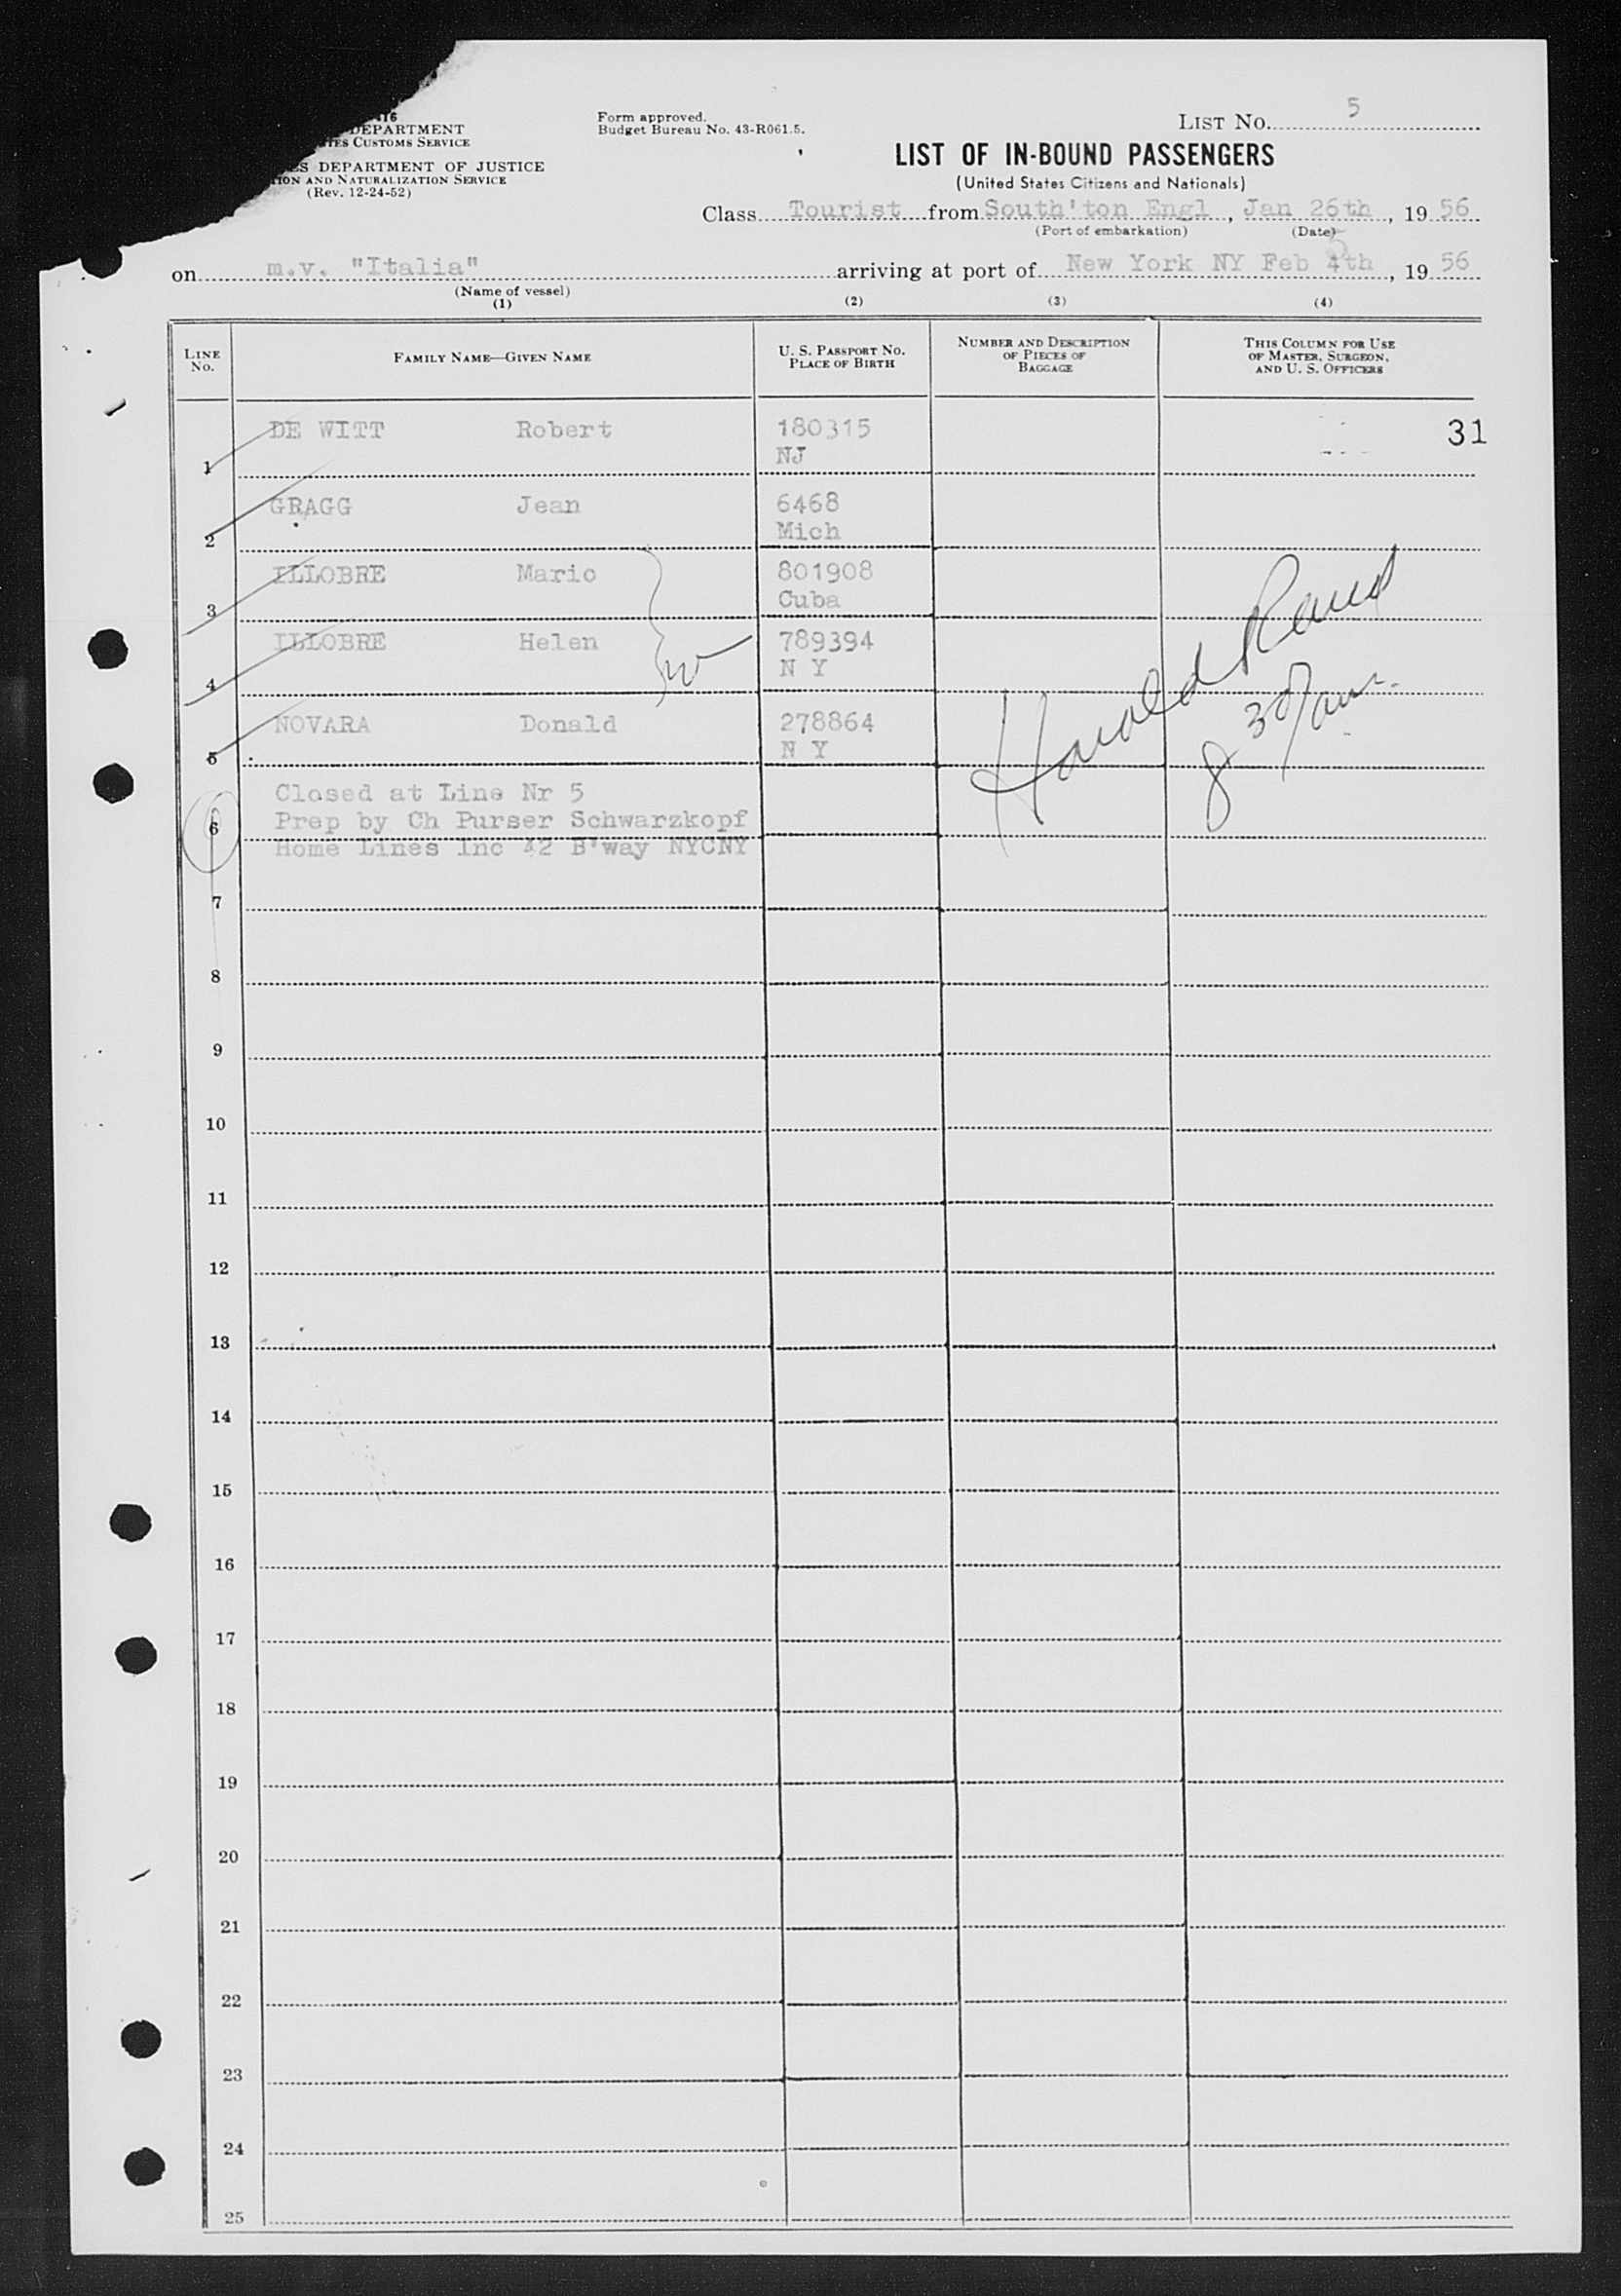 416
DEPARTMENT
TES CUSTOMS SERVICE
ES DEPARTMENT OF JUSTICE
TION AND NATURALIZATION SERVICE
(Rev. 12-24-52)
Form approved.
Budget Bureau No. 43-R061.5.
LIST No. 5
LIST OF IN-BOUND PASSENGERS
(United States Citizens and Nationals)
Class Tourist from South'ton Engl, Jan 26th, 19 56
(Port of embarkation) (Date)
5
on m.v. "Italia" arriving at port of New York NY Feb 4th, 19 56
(Name of vessel)
(1) (2) (3) (4)
LINE No. FAMILY NAME—GIVEN NAME U. S. PASSPORT NO. PLACE OF BIRTH NUMBER AND DESCRIPTION OF PIECES OF BAGGAGE THIS COLUMN FOR USE OF MASTER, SURGEON, AND U. S. OFFICERS
DE WITT Robert 180315 31
1 NJ
GRAGG Jean 6468
2 Mich
ILLOBRE Mario 801908
3 Cuba
ILLOBRE Helen 789394
4 N Y
NOVARA Donald 278864
5 N Y
Harold
8 30/am.
Closed at Line Nr 5
6 Prep by Ch Purser Schwarzkopf
Home Lines Inc 42 B'way NYCNY
7
8
9
10
11
12
13
14
15
16
17
18
19
20
21
22
23
24
25